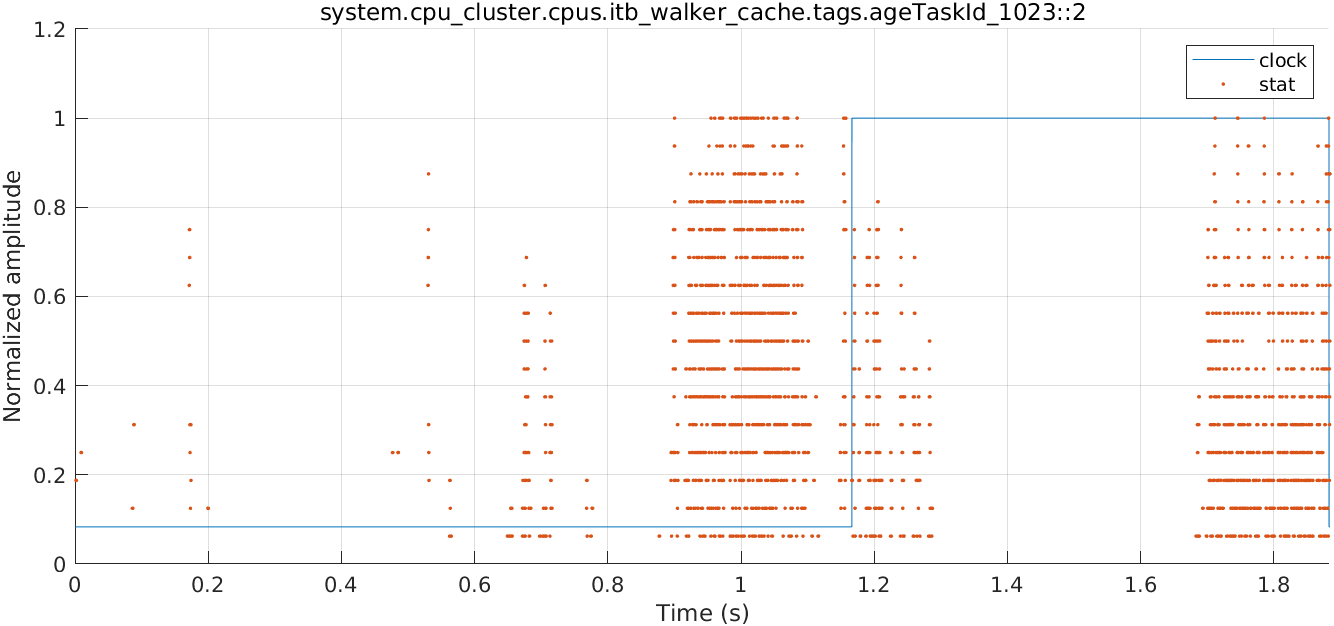 system.cpu_cluster.cpus.itb_walker_cache.tags.ageTaskId_1023::2
1.2
1
0.8
0.6
0.4
0.2
0
Normalized amplitude
clock
stat
0 0.2 0.4 0.6 0.8 1 1.2 1.4 1.6 1.8
Time (s)